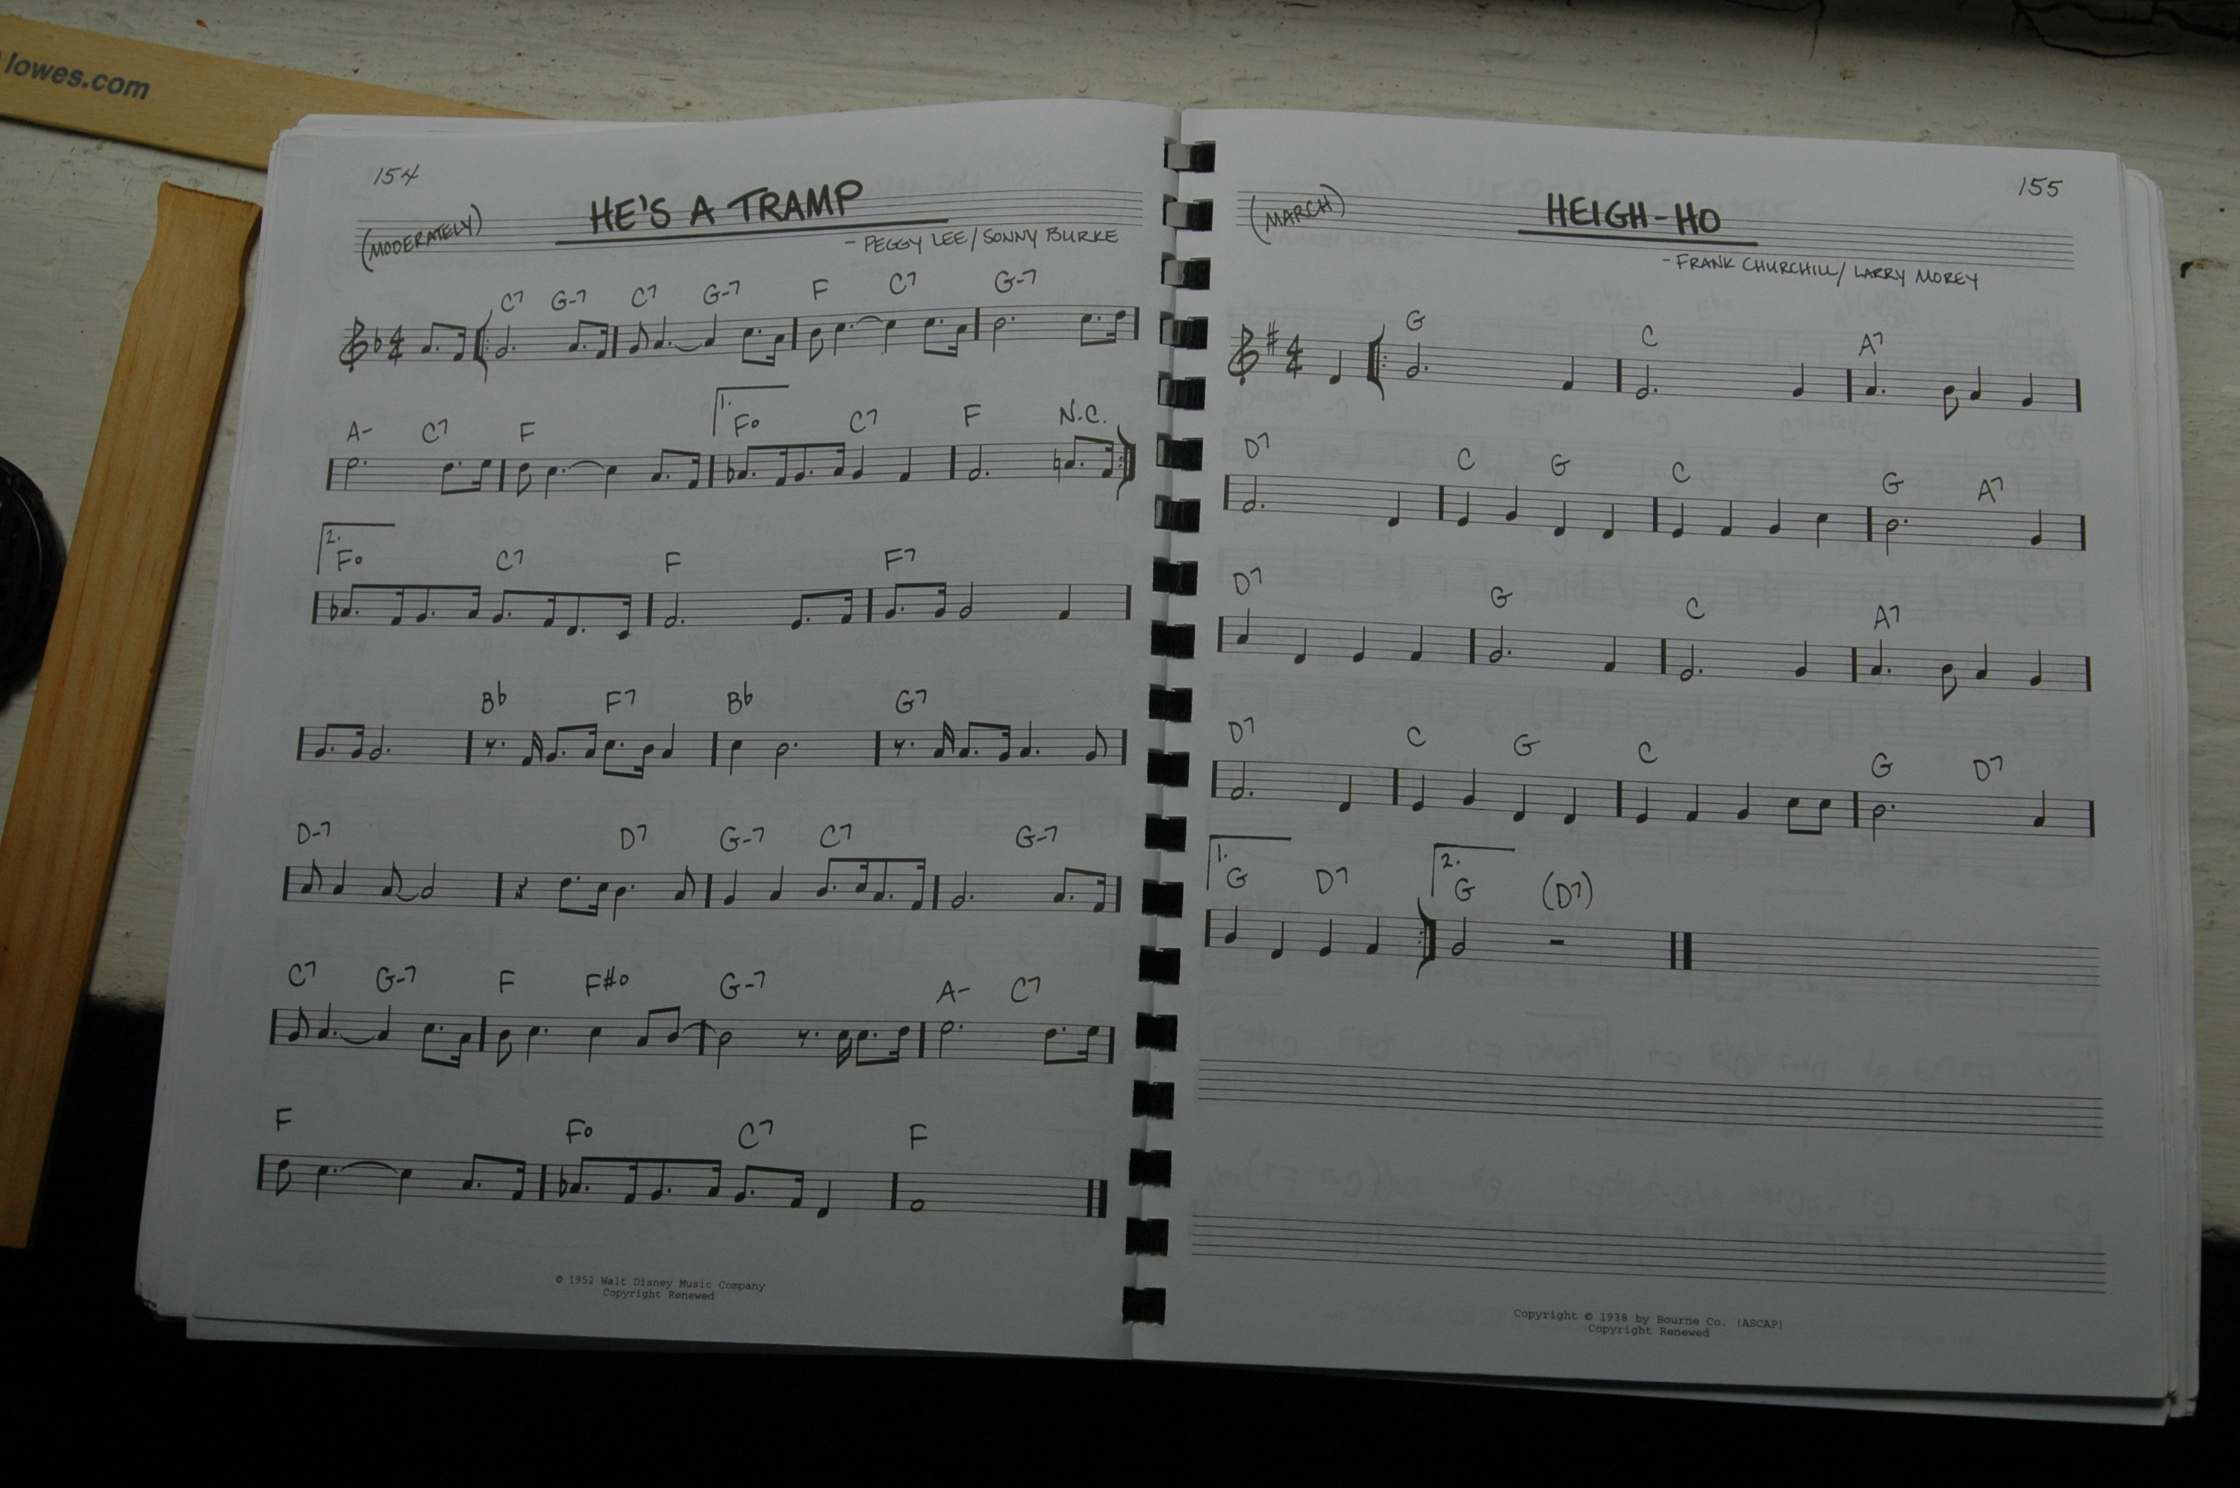 lowes.com
154
HE'S A TRAMP
(MODERATELY)
- PEGGY LEE/SONNY BURKE
C7 G-7 C7 G-7 F C7 G-7
A- C7 F 1. F° C7 F N.C.
2. F° C7 F F7
Bb F7 Bb G7
D-7 D7 G-7 C7 G-7
C7 G-7 F F#° G-7 A- C7
F F° C7 F
© 1952 Walt Disney Music Company
Copyright Renewed
155
HEIGH-HO
(MARCH)
- FRANK CHURCHILL/LARRY MOREY
G C A7
D7 C G C G A7
D7 G C A7
D7 C G C G D7
1. G D7 2. G (D7)
Copyright © 1938 by Bourne Co. (ASCAP)
Copyright Renewed